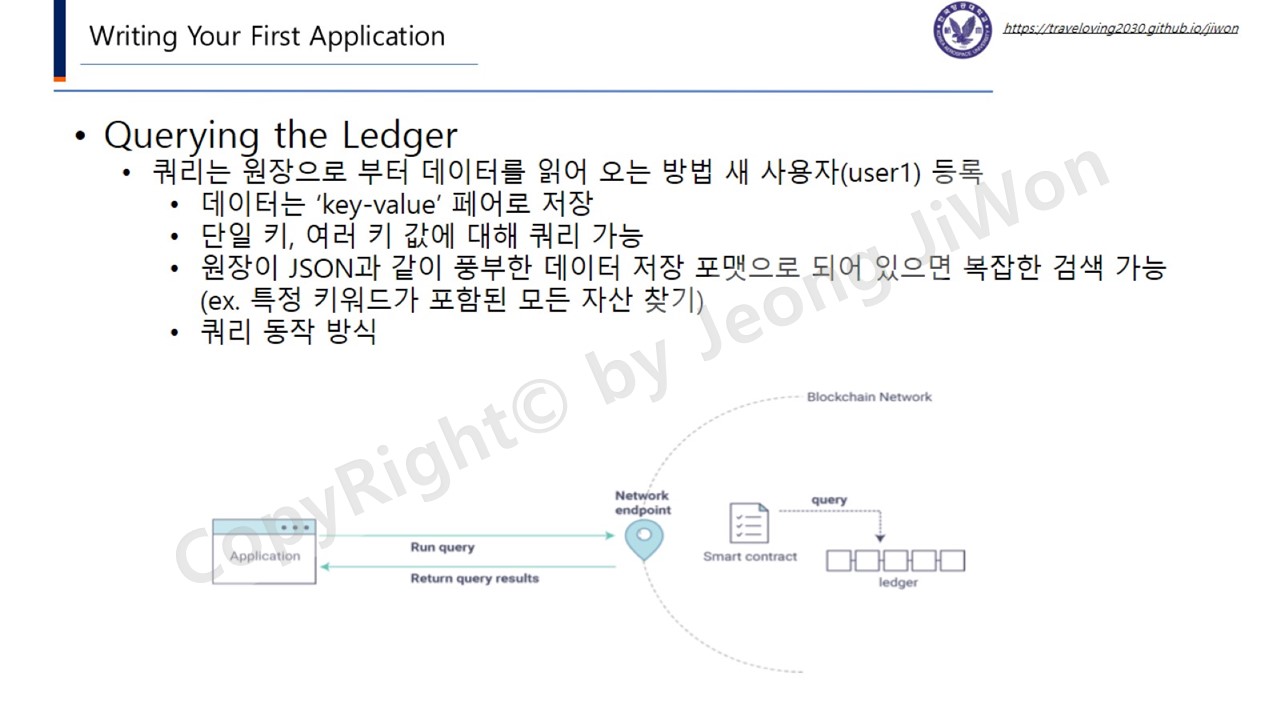 Writing Your First Application
https://traveloving2030.github.io/jiwon
• Querying the Ledger
• 쿼리는 원장으로 부터 데이터를 읽어 오는 방법 새 사용자(user1) 등록
• 데이터는 ‘key-value’ 페어로 저장
• 단일 키, 여러 키 값에 대해 쿼리 가능
• 원장이 JSON과 같이 풍부한 데이터 저장 포맷으로 되어 있으면 복잡한 검색 가능
(ex. 특정 키워드가 포함된 모든 자산 찾기)
• 쿼리 동작 방식
CopyRight© by Jeong JiWon
Blockchain Network
Network
endpoint
query
Application
Run query
Return query results
Smart contract
ledger